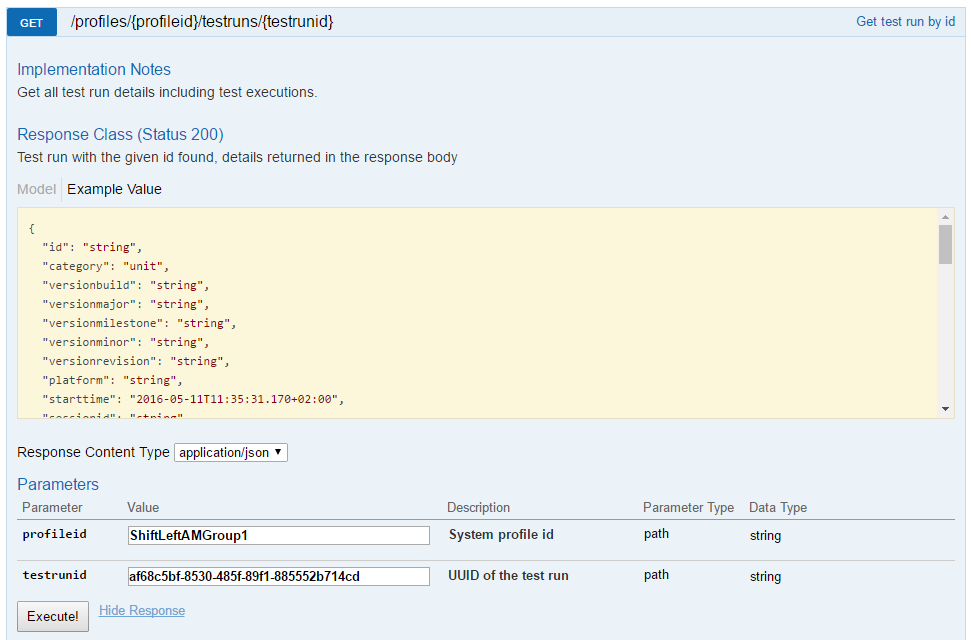 GET /profiles/{profileid}/testruns/{testrunid} Get test run by id
Implementation Notes
Get all test run details including test executions.
Response Class (Status 200)
Test run with the given id found, details returned in the response body
Model Example Value
{
"id": "string",
"category": "unit",
"versionbuild": "string",
"versionmajor": "string",
"versionmilestone": "string",
"versionminor": "string",
"versionrevision": "string",
"platform": "string",
"starttime": "2016-05-11T11:35:31.170+02:00",
"sessionid": "string"
Response Content Type application/json
Parameters
Parameter Value Description Parameter Type Data Type
profileid ShiftLeftAMGroup1 System profile id path string
testrunid af68c5bf-8530-485f-89f1-885552b714cd UUID of the test run path string
Execute! Hide Response